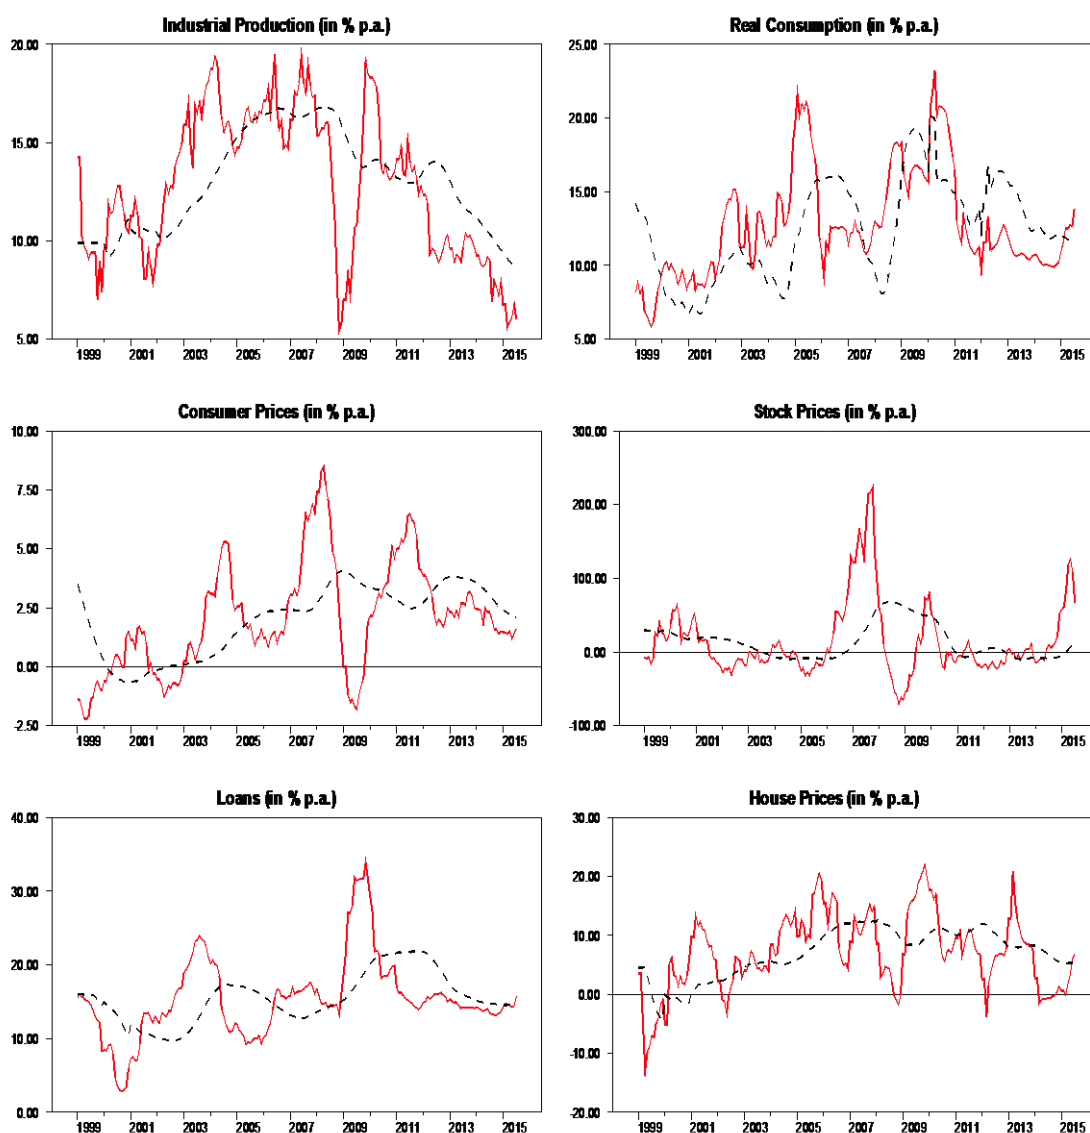 Industrial Production (in % p.a.)
20.00
15.00
10.00
5.00
1999 2001 2003 2005 2007 2009 2011 2013 2015
Real Consumption (in % p.a.)
25.00
20.00
15.00
10.00
5.00
1999 2001 2003 2005 2007 2009 2011 2013 2015
Consumer Prices (in % p.a.)
10.00
7.50
5.00
2.50
0.00
-2.50
1999 2001 2003 2005 2007 2009 2011 2013 2015
Stock Prices (in % p.a.)
300.00
200.00
100.00
0.00
-100.00
1999 2001 2003 2005 2007 2009 2011 2013 2015
Loans (in % p.a.)
40.00
30.00
20.00
10.00
0.00
1999 2001 2003 2005 2007 2009 2011 2013 2015
House Prices (in % p.a.)
30.00
20.00
10.00
0.00
-10.00
-20.00
1999 2001 2003 2005 2007 2009 2011 2013 2015